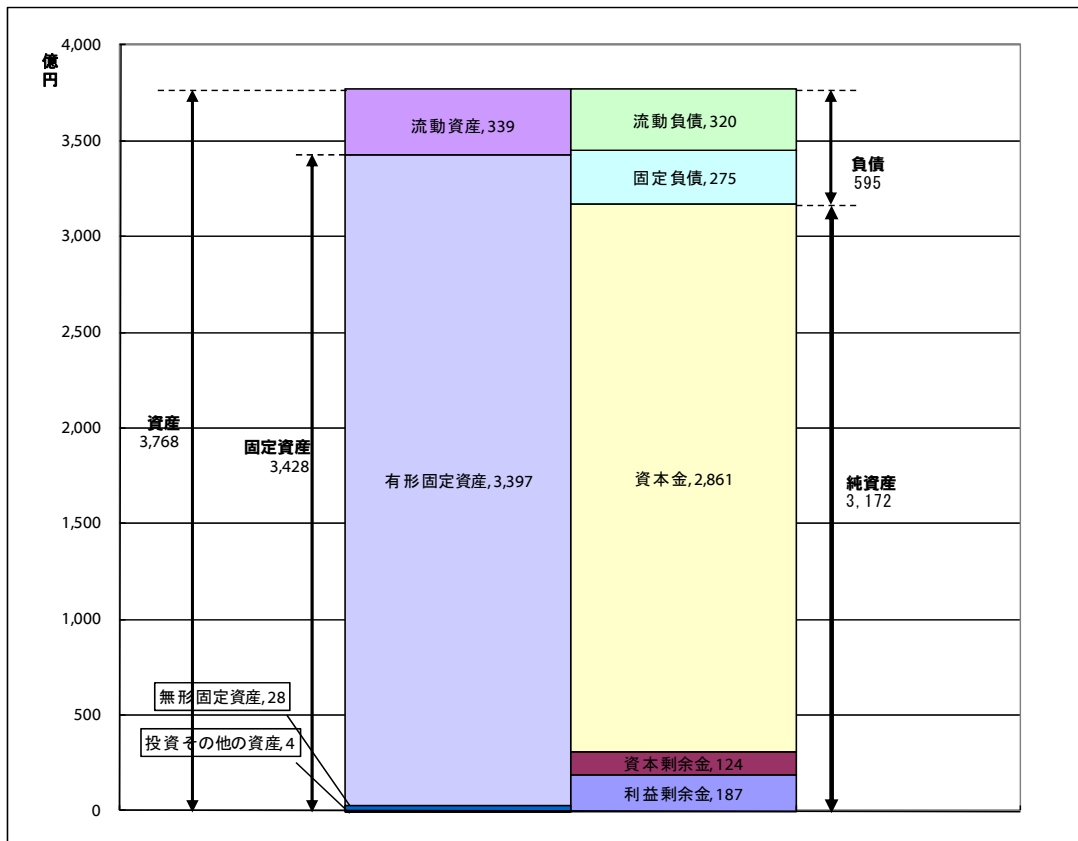 億
円
4,000
3,500
3,000
2,500
2,000
1,500
1,000
500
0
資産
3,768
固定資産
3,428
流動資産,339
有形固定資産,3,397
無形固定資産,28
投資その他の資産,4
流動負債,320
固定負債,275
資本金,2,861
資本剰余金,124
利益剰余金,187
負債
595
純資産
3,172